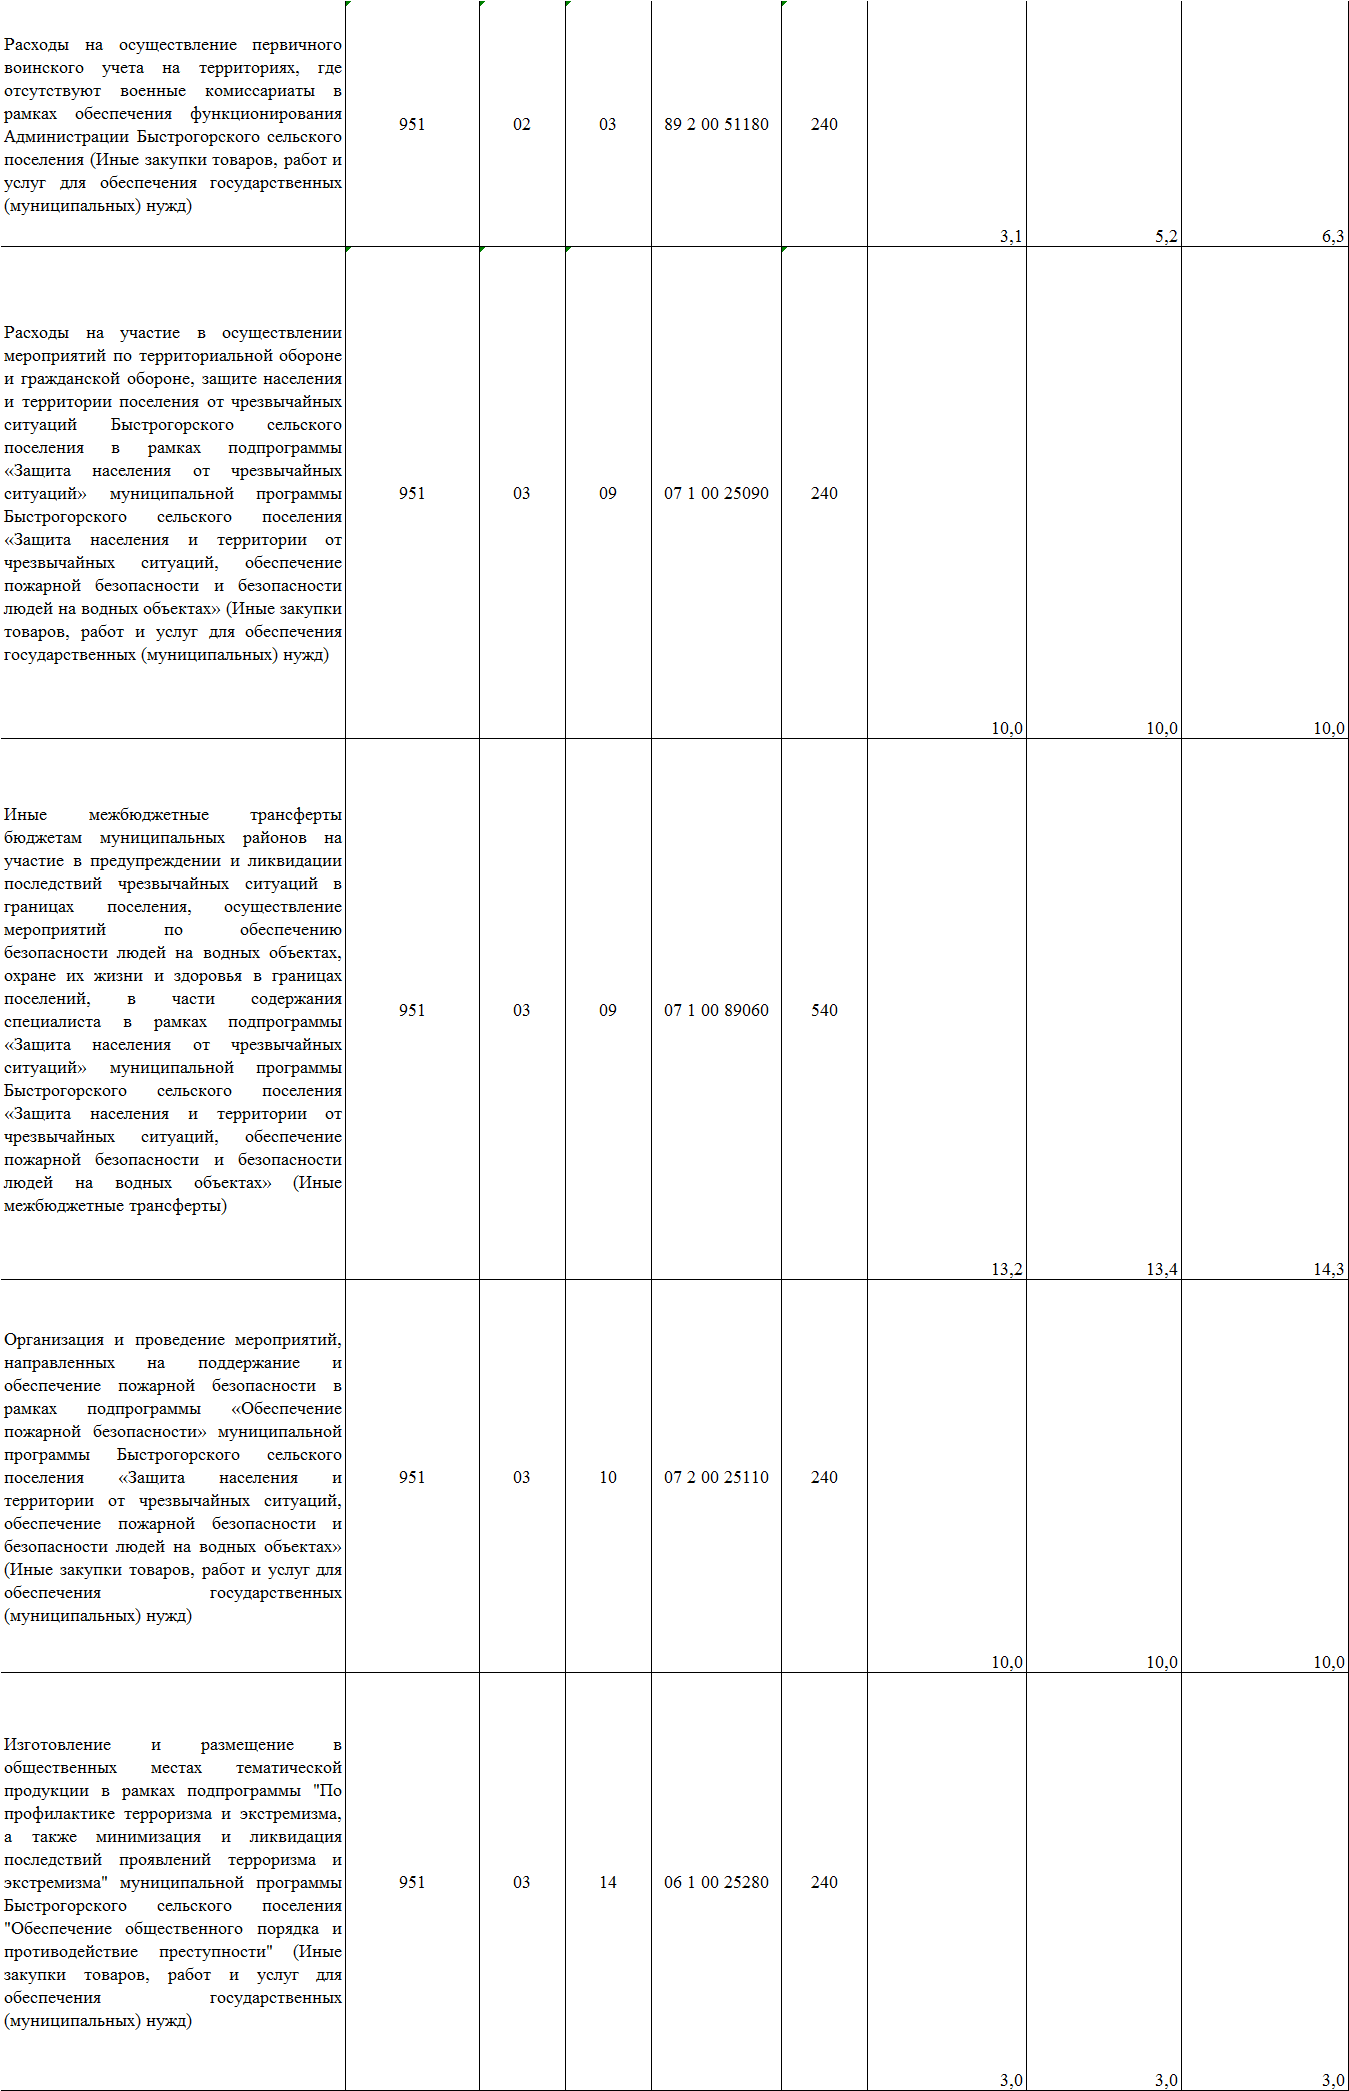 Расходы на осуществление первичного
воинского учета на территориях, где
отсутствуют военные комиссариаты в
рамках обеспечения функционирования
Администрации Быстрогорского сельского
поселения (Иные закупки товаров, работ и
услуг для обеспечения государственных
(муниципальных) нужд)
951 02 03 89 2 00 51180 240
3,1 5,2 6,3
Расходы на участие в осуществлении
мероприятий по территориальной обороне
и гражданской обороне, защите населения
и территории поселения от чрезвычайных
ситуаций Быстрогорского сельского
поселения в рамках подпрограммы
«Защита населения от чрезвычайных
ситуаций» муниципальной программы
Быстрогорского сельского поселения
«Защита населения и территории от
чрезвычайных ситуаций, обеспечение
пожарной безопасности и безопасности
людей на водных объектах» (Иные закупки
товаров, работ и услуг для обеспечения
государственных (муниципальных) нужд)
951 03 09 07 1 00 25090 240
10,0 10,0 10,0
Иные межбюджетные трансферты
бюджетам муниципальных районов на
участие в предупреждении и ликвидации
последствий чрезвычайных ситуаций в
границах поселения, осуществление
мероприятий по обеспечению
безопасности людей на водных объектах,
охране их жизни и здоровья в границах
поселений, в части содержания
специалиста в рамках подпрограммы
«Защита населения от чрезвычайных
ситуаций» муниципальной программы
Быстрогорского сельского поселения
«Защита населения и территории от
чрезвычайных ситуаций, обеспечение
пожарной безопасности и безопасности
людей на водных объектах» (Иные
межбюджетные трансферты)
951 03 09 07 1 00 89060 540
13,2 13,4 14,3
Организация и проведение мероприятий,
направленных на поддержание и
обеспечение пожарной безопасности в
рамках подпрограммы «Обеспечение
пожарной безопасности» муниципальной
программы Быстрогорского сельского
поселения «Защита населения и
территории от чрезвычайных ситуаций,
обеспечение пожарной безопасности и
безопасности людей на водных объектах»
(Иные закупки товаров, работ и услуг для
обеспечения государственных
(муниципальных) нужд)
951 03 10 07 2 00 25110 240
10,0 10,0 10,0
Изготовление и размещение в
общественных местах тематической
продукции в рамках подпрограммы "По
профилактике терроризма и экстремизма,
а также минимизация и ликвидация
последствий проявлений терроризма и
экстремизма" муниципальной программы
Быстрогорского сельского поселения
"Обеспечение общественного порядка и
противодействие преступности" (Иные
закупки товаров, работ и услуг для
обеспечения государственных
(муниципальных) нужд)
951 03 14 06 1 00 25280 240
3,0 3,0 3,0